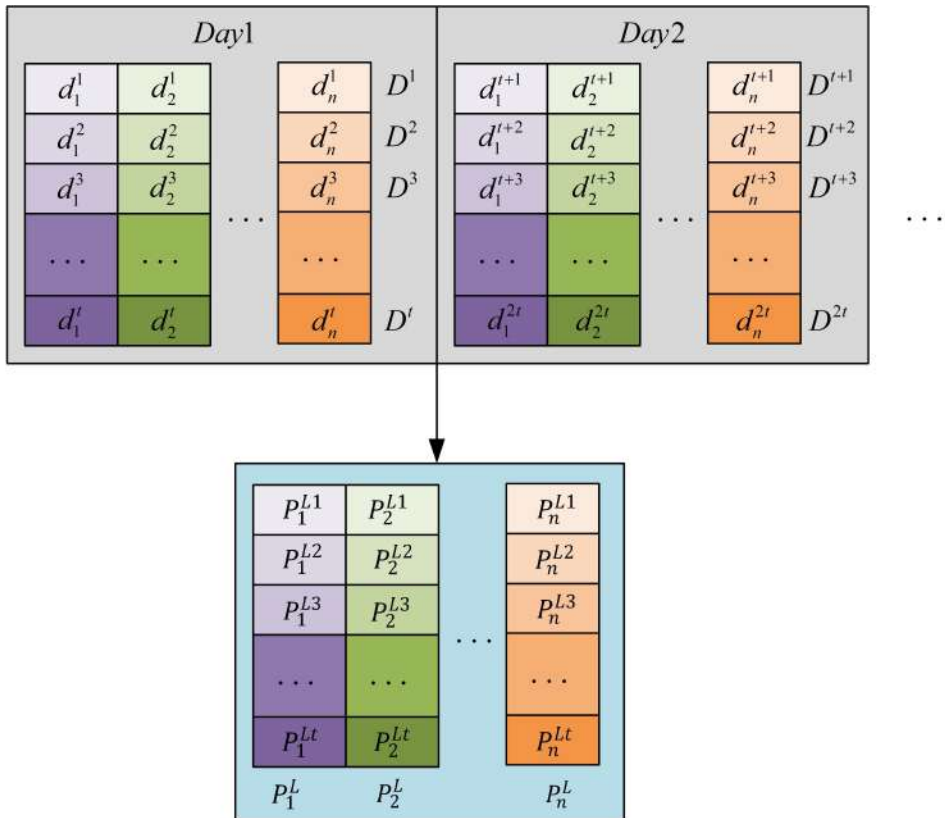 Day1 Day2
d_1^1 d_2^1 d_n^1 D^1 d_1^{t+1} d_2^{t+1} d_n^{t+1} D^{t+1}
d_1^2 d_2^2 d_n^2 D^2 d_1^{t+2} d_2^{t+2} d_n^{t+2} D^{t+2}
d_1^3 d_2^3 d_n^3 D^3 d_1^{t+3} d_2^{t+3} d_n^{t+3} D^{t+3}
... ... ... ... ... ... ... ... ...
d_1^t d_2^t d_n^t D^t d_1^{2t} d_2^{2t} d_n^{2t} D^{2t}
P_1^{L1} P_2^{L1} P_n^{L1}
P_1^{L2} P_2^{L2} P_n^{L2}
P_1^{L3} P_2^{L3} P_n^{L3}
... ... ... ...
P_1^{Lt} P_2^{Lt} P_n^{Lt}
P_1^L P_2^L P_n^L